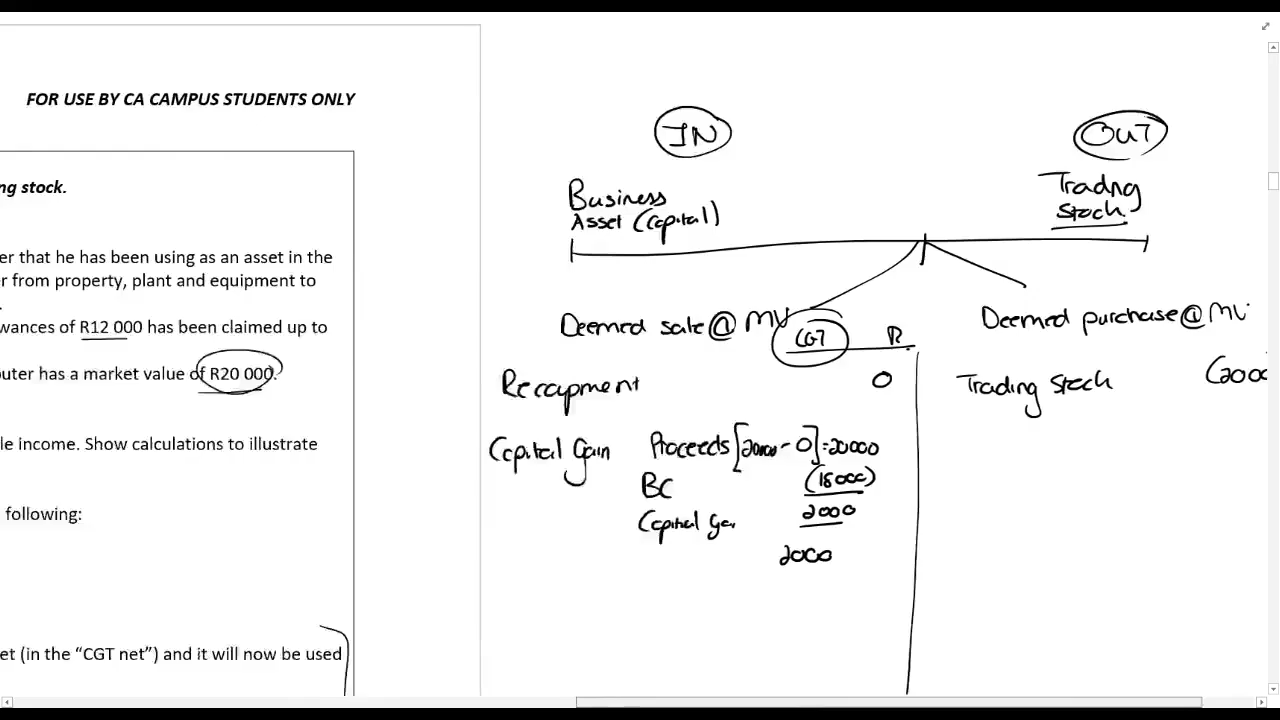 FOR USE BY CA CAMPUS STUDENTS ONLY
ng stock.
er that he has been using as an asset in the
er from property, plant and equipment to
wances of R12 000 has been claimed up to
outer has a market value of R20 000.
le income. Show calculations to illustrate
following:
et (in the “CGT net”) and it will now be used
IN
OUT
Business
Asset (Capital)
Trading
Stock
Deemed sale @ MV
Deemed purchase @ MV
CGT R
Recoupment 0
Trading Stock (2000
Capital Gain Proceeds [20000 - 0] = 20000
BC (18000)
Capital Gai 2000
2000